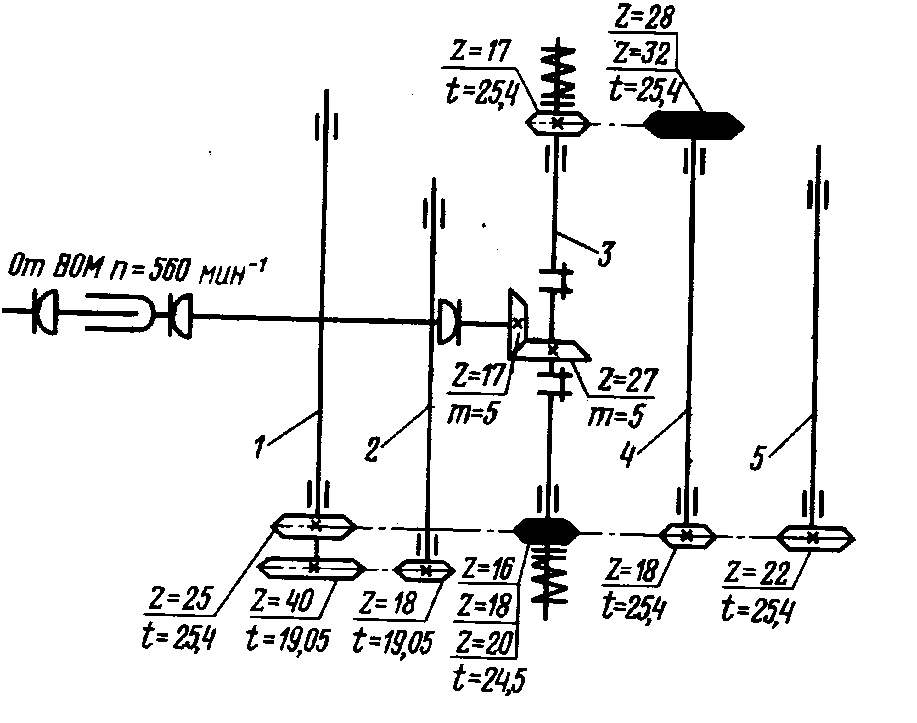 Z=28
Z=17
Z=32
t=25,4
t=25,4
3
От ВОМ n=560 мин⁻¹
Z=17
m=5
Z=27
m=5
1
2
4
5
Z=25
t=25,4
Z=40
t=19,05
Z=18
t=19,05
Z=16
Z=18
Z=20
t=24,5
Z=18
t=25,4
Z=22
t=25,4